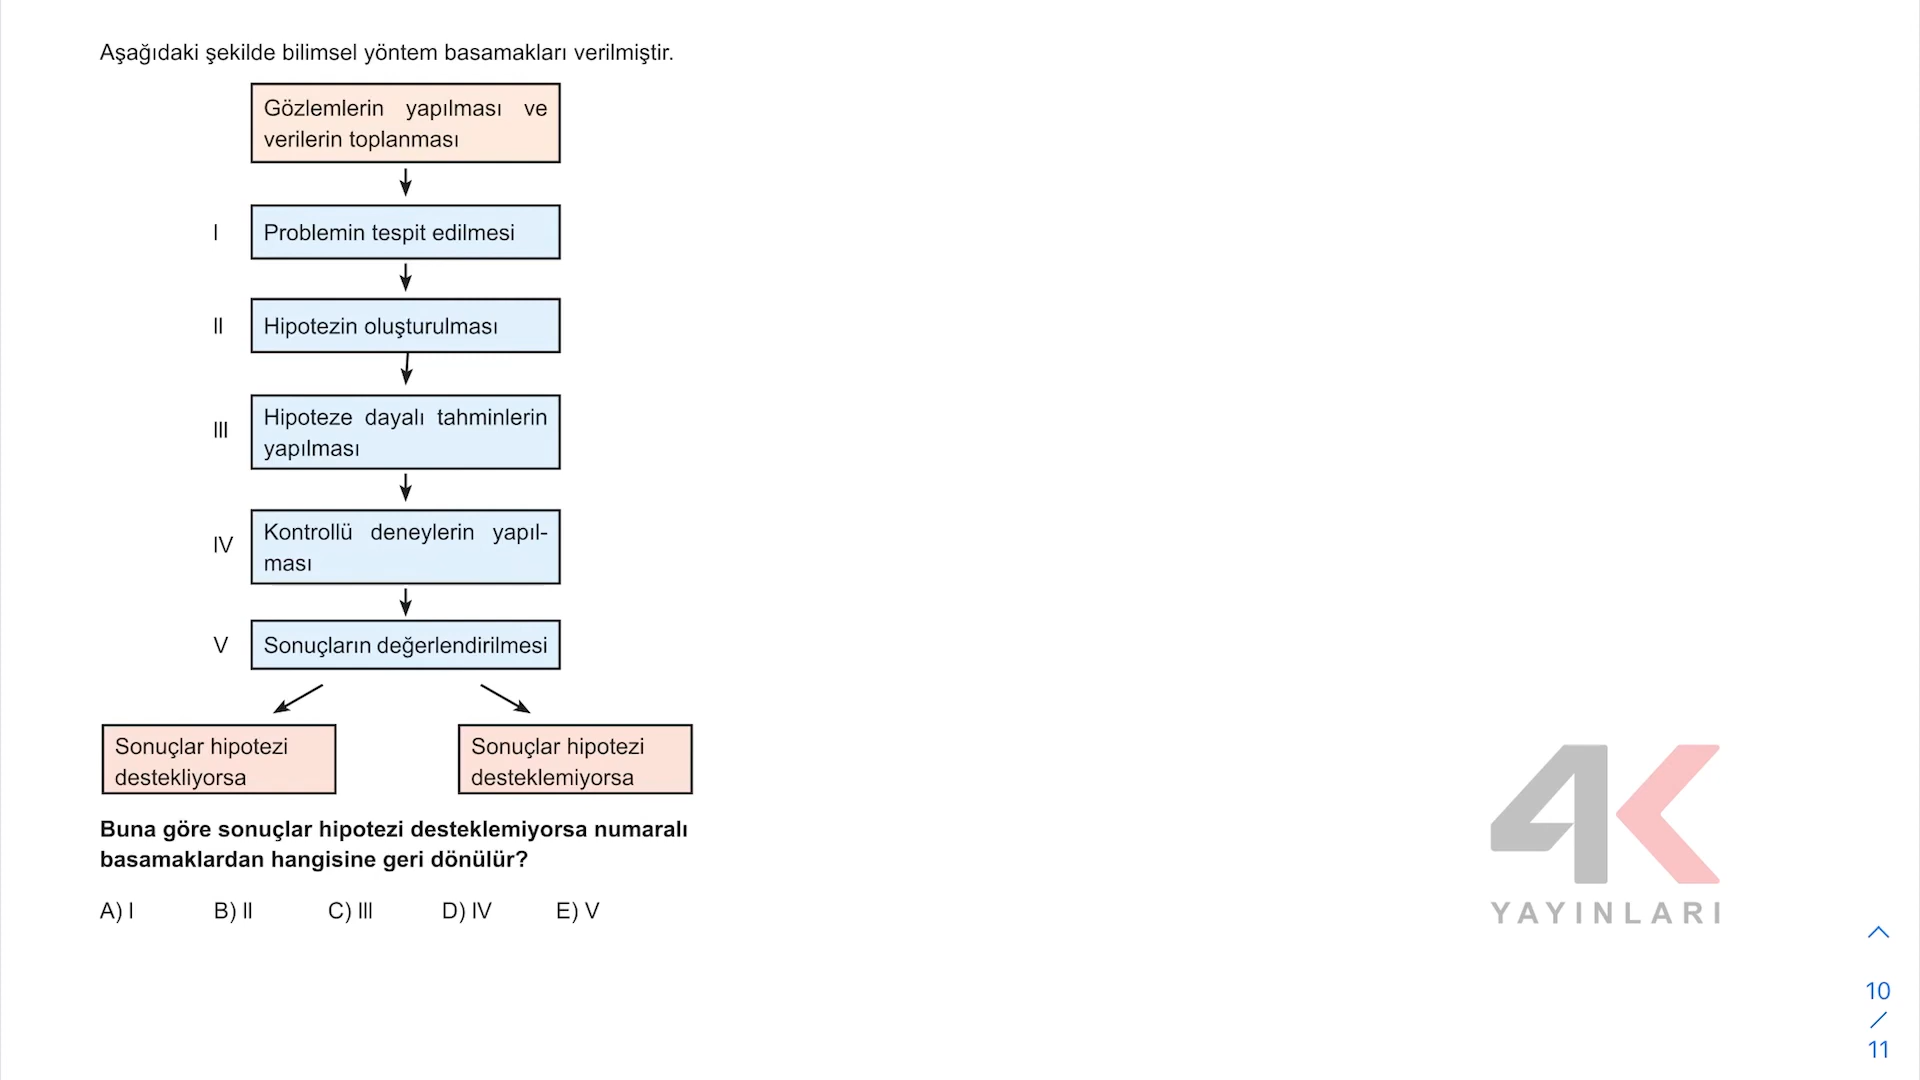 Aşağıdaki şekilde bilimsel yöntem basamakları verilmiştir.
Gözlemlerin yapılması ve
verilerin toplanması
I
Problemin tespit edilmesi
II
Hipotezin oluşturulması
III
Hipoteze dayalı tahminlerin
yapılması
IV
Kontrollü deneylerin yapıl-
ması
V
Sonuçların değerlendirilmesi
Sonuçlar hipotezi
destekliyorsa
Sonuçlar hipotezi
desteklemiyorsa
Buna göre sonuçlar hipotezi desteklemiyorsa numaralı
basamaklardan hangisine geri dönülür?
A) I B) II C) III D) IV E) V
4K
YAYINLARI
10
/
11